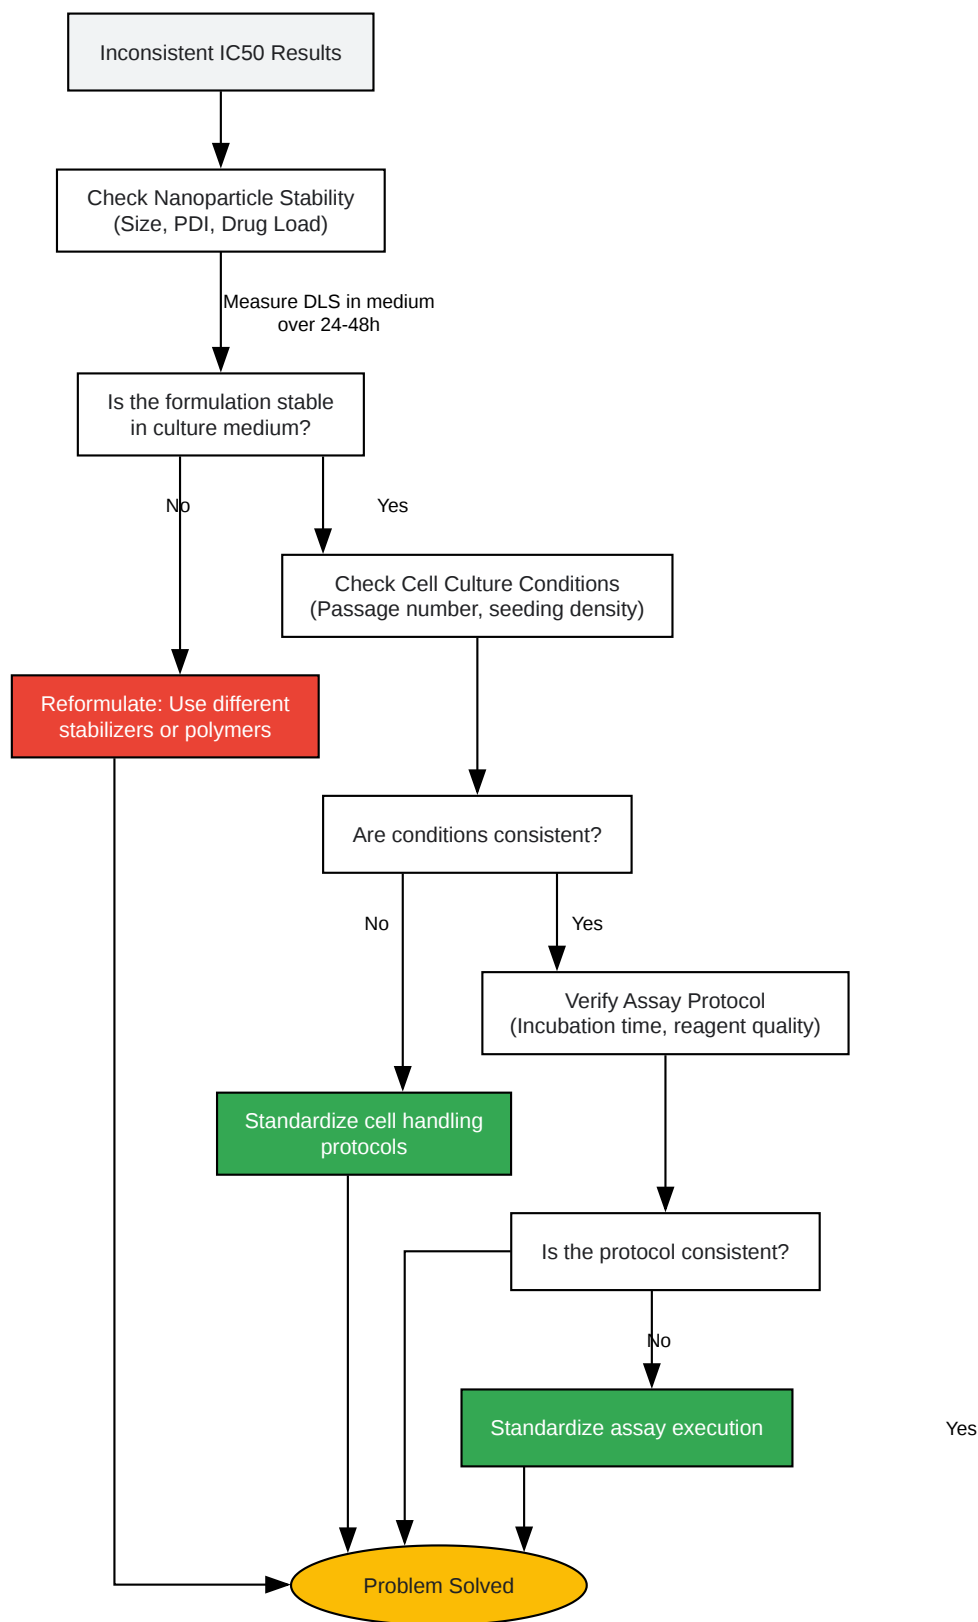 Inconsistent IC50 Results
Check Nanoparticle Stability
(Size, PDI, Drug Load)
Measure DLS in medium
over 24-48h
Is the formulation stable
in culture medium?
No
Yes
Check Cell Culture Conditions
(Passage number, seeding density)
Reformulate: Use different
stabilizers or polymers
Are conditions consistent?
No
Yes
Verify Assay Protocol
(Incubation time, reagent quality)
Standardize cell handling
protocols
Is the protocol consistent?
No
Standardize assay execution
Yes
Problem Solved